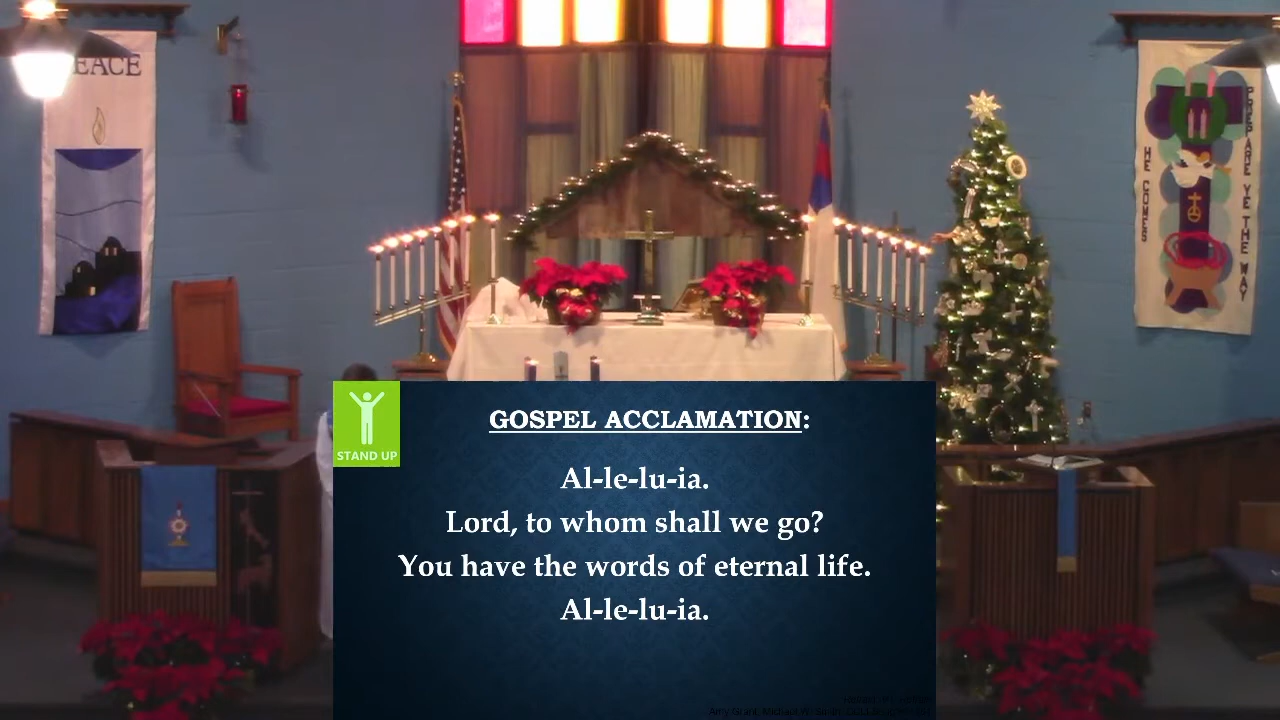 PEACE
HE COMES
PREPARE YE THE WAY
STAND UP
GOSPEL ACCLAMATION:
Al-le-lu-ia.
Lord, to whom shall we go?
You have the words of eternal life.
Al-le-lu-ia.